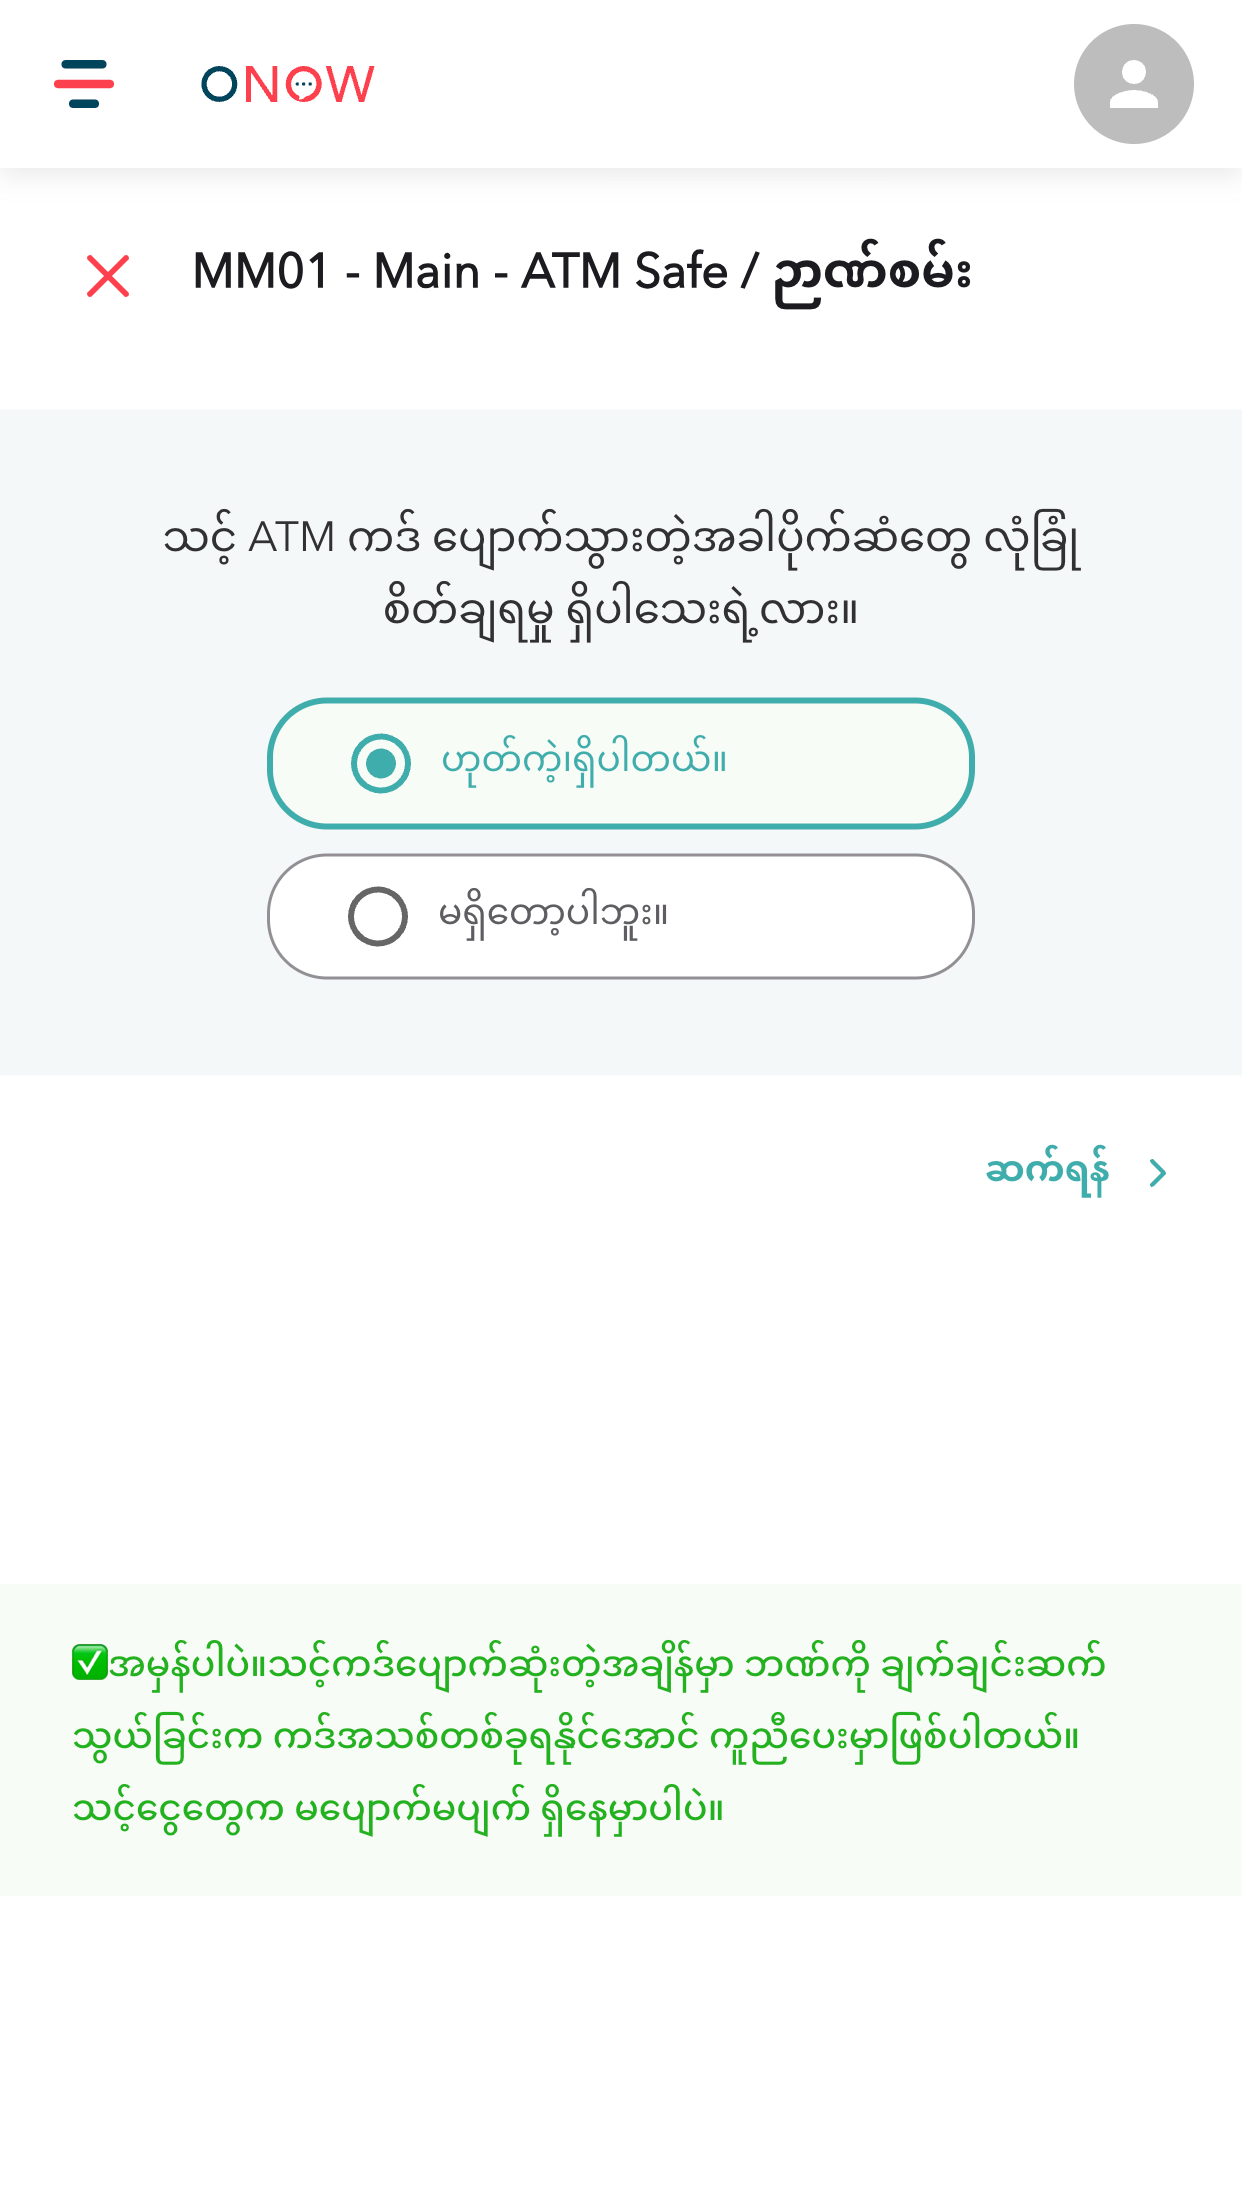 ONOW
MM01 - Main - ATM Safe / ဉာဏ်စမ်း
သင့် ATM ကဒ် ပျောက်သွားတဲ့အခါပိုက်ဆံတွေ လုံခြုံ
စိတ်ချရမှု ရှိပါသေးရဲ့လား။
ဟုတ်ကဲ့၊ရှိပါတယ်။
မရှိတော့ပါဘူး။
ဆက်ရန်
✅အမှန်ပါပဲ။သင့်ကဒ်ပျောက်ဆုံးတဲ့အချိန်မှာ ဘဏ်ကို ချက်ချင်းဆက်
သွယ်ခြင်းက ကဒ်အသစ်တစ်ခုရနိုင်အောင် ကူညီပေးမှာဖြစ်ပါတယ်။
သင့်ငွေတွေက မပျောက်မပျက် ရှိနေမှာပါပဲ။